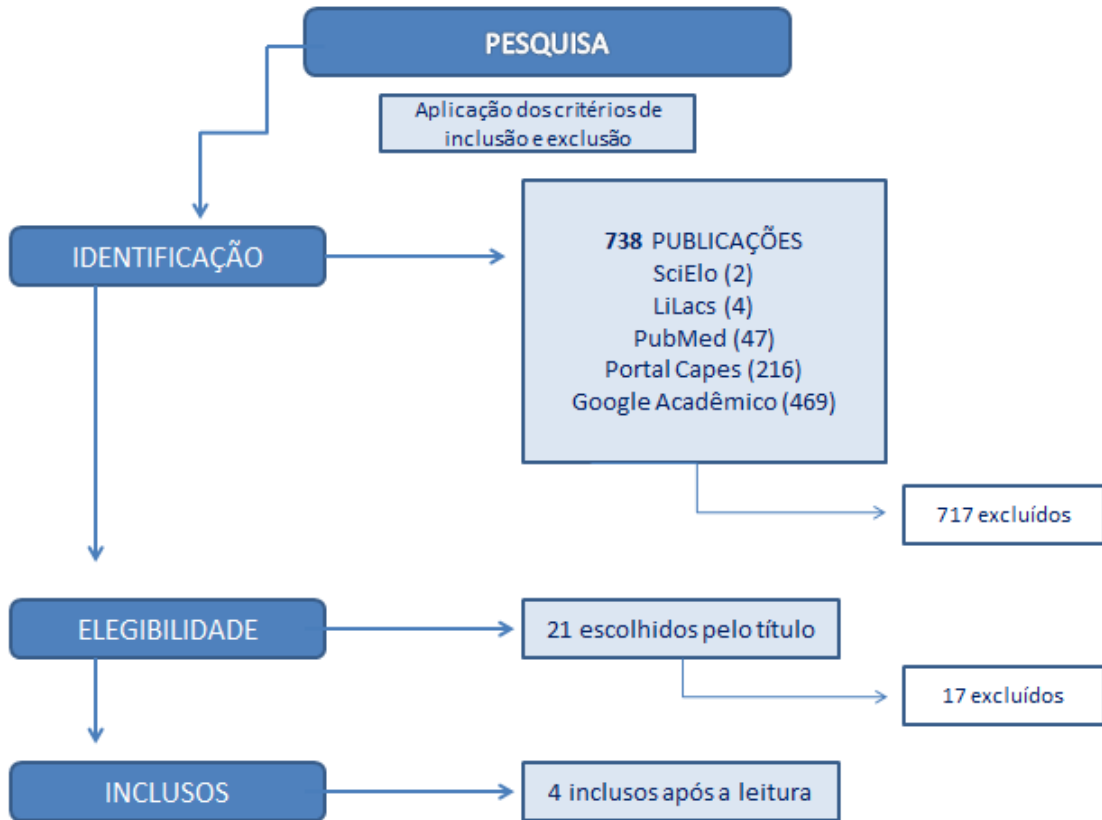 PESQUISA
Aplicação dos critérios de
inclusão e exclusão
IDENTIFICAÇÃO
738 PUBLICAÇÕES
SciElo (2)
LiLacs (4)
PubMed (47)
Portal Capes (216)
Google Acadêmico (469)
717 excluídos
ELEGIBILIDADE
21 escolhidos pelo título
17 excluídos
INCLUSOS
4 inclusos após a leitura